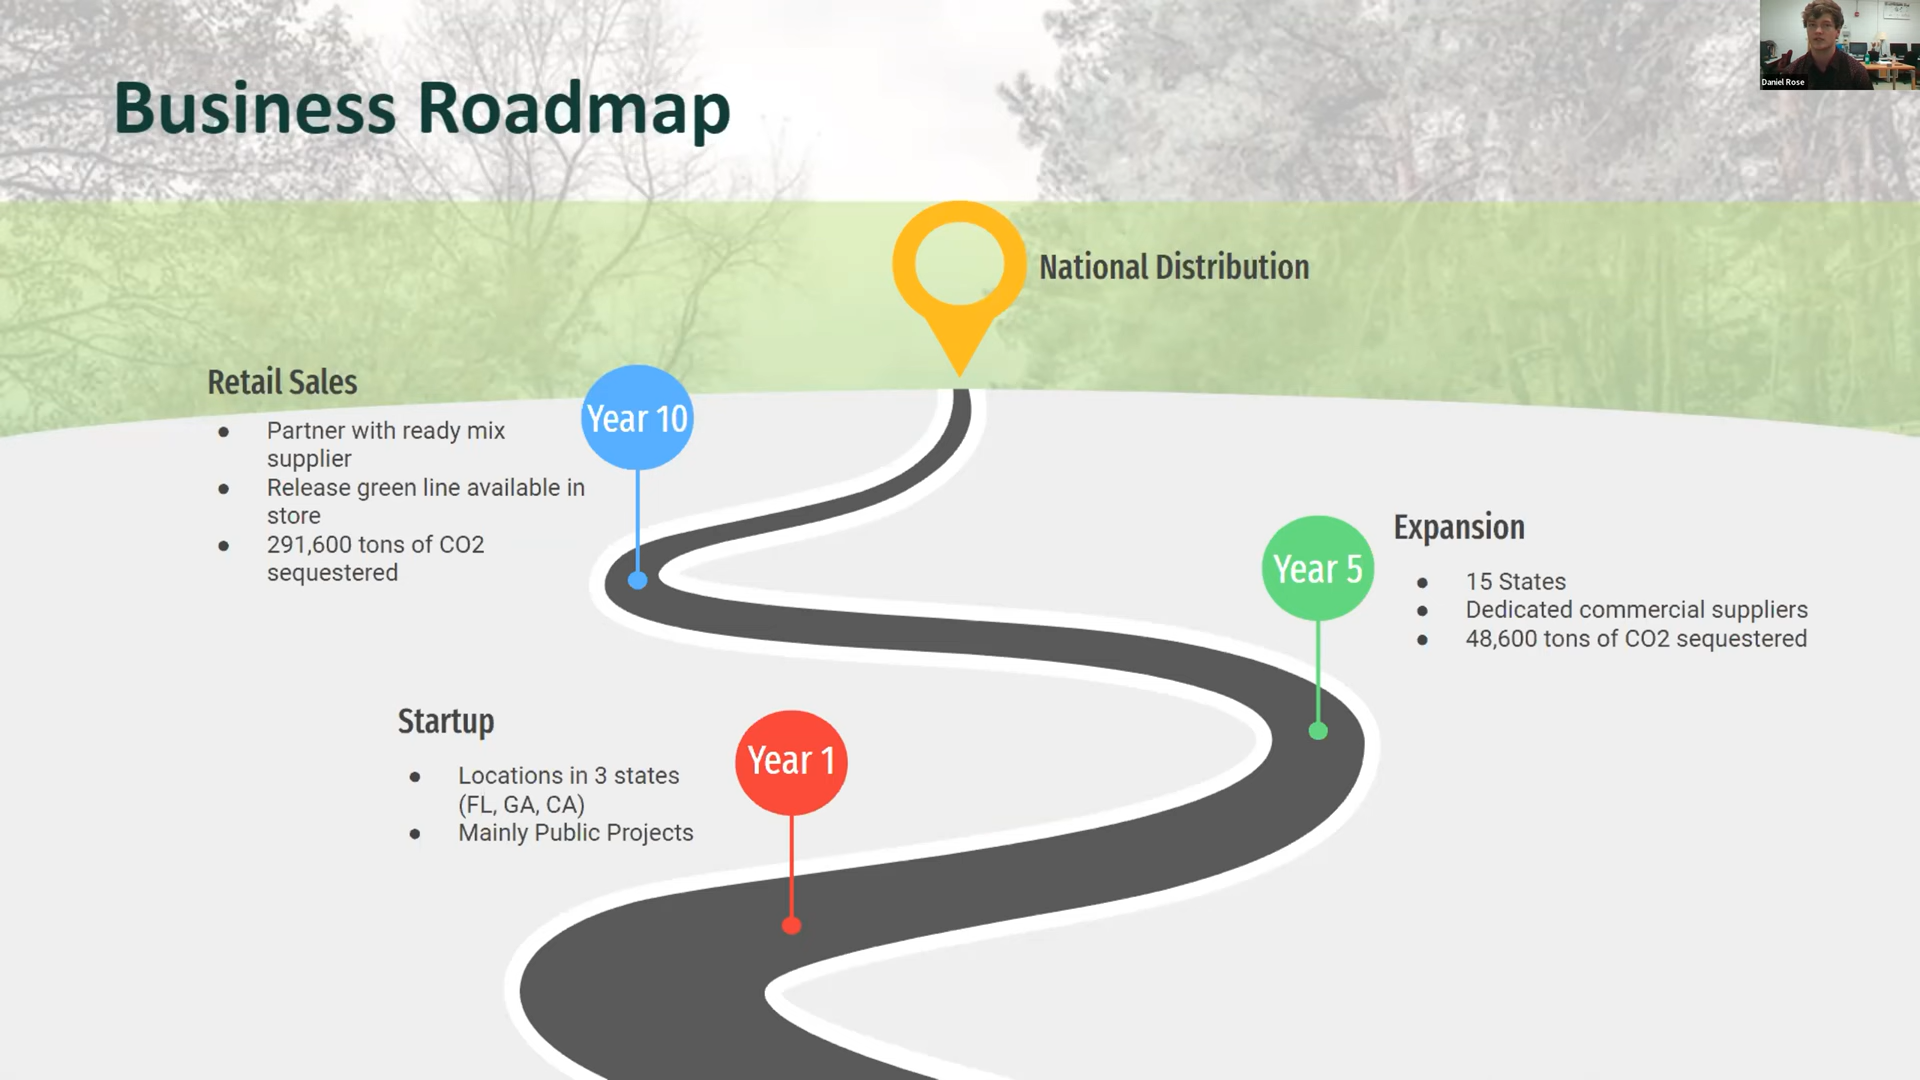 Business Roadmap
Daniel Rose
National Distribution
Retail Sales
● Partner with ready mix
supplier
● Release green line available in
store
● 291,600 tons of CO2
sequestered
Year 10
Year 5
Expansion
● 15 States
● Dedicated commercial suppliers
● 48,600 tons of CO2 sequestered
Startup
● Locations in 3 states
(FL, GA, CA)
● Mainly Public Projects
Year 1